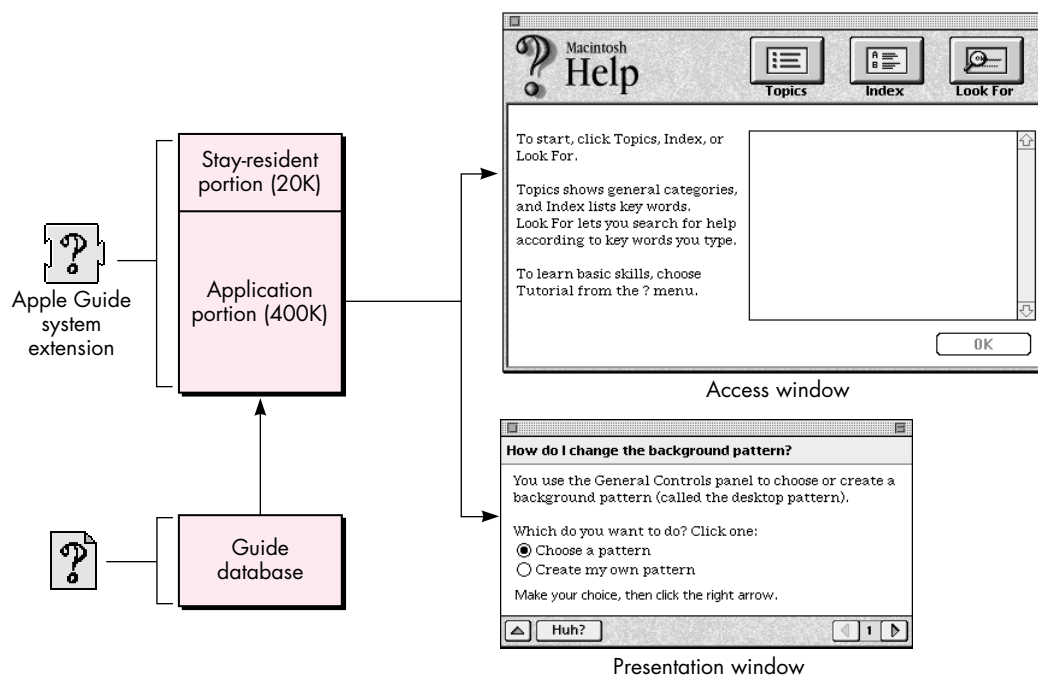 Stay-resident
portion (20K)
Application
portion (400K)
Apple Guide
system
extension
Guide
database
Macintosh
Help
Topics
Index
Look For
To start, click Topics, Index, or
Look For.
Topics shows general categories,
and Index lists key words.
Look For lets you search for help
according to key words you type.
To learn basic skills, choose
Tutorial from the ? menu.
OK
Access window
How do I change the background pattern?
You use the General Controls panel to choose or create a
background pattern (called the desktop pattern).
Which do you want to do? Click one:
Choose a pattern
Create my own pattern
Make your choice, then click the right arrow.
Huh?
1
Presentation window